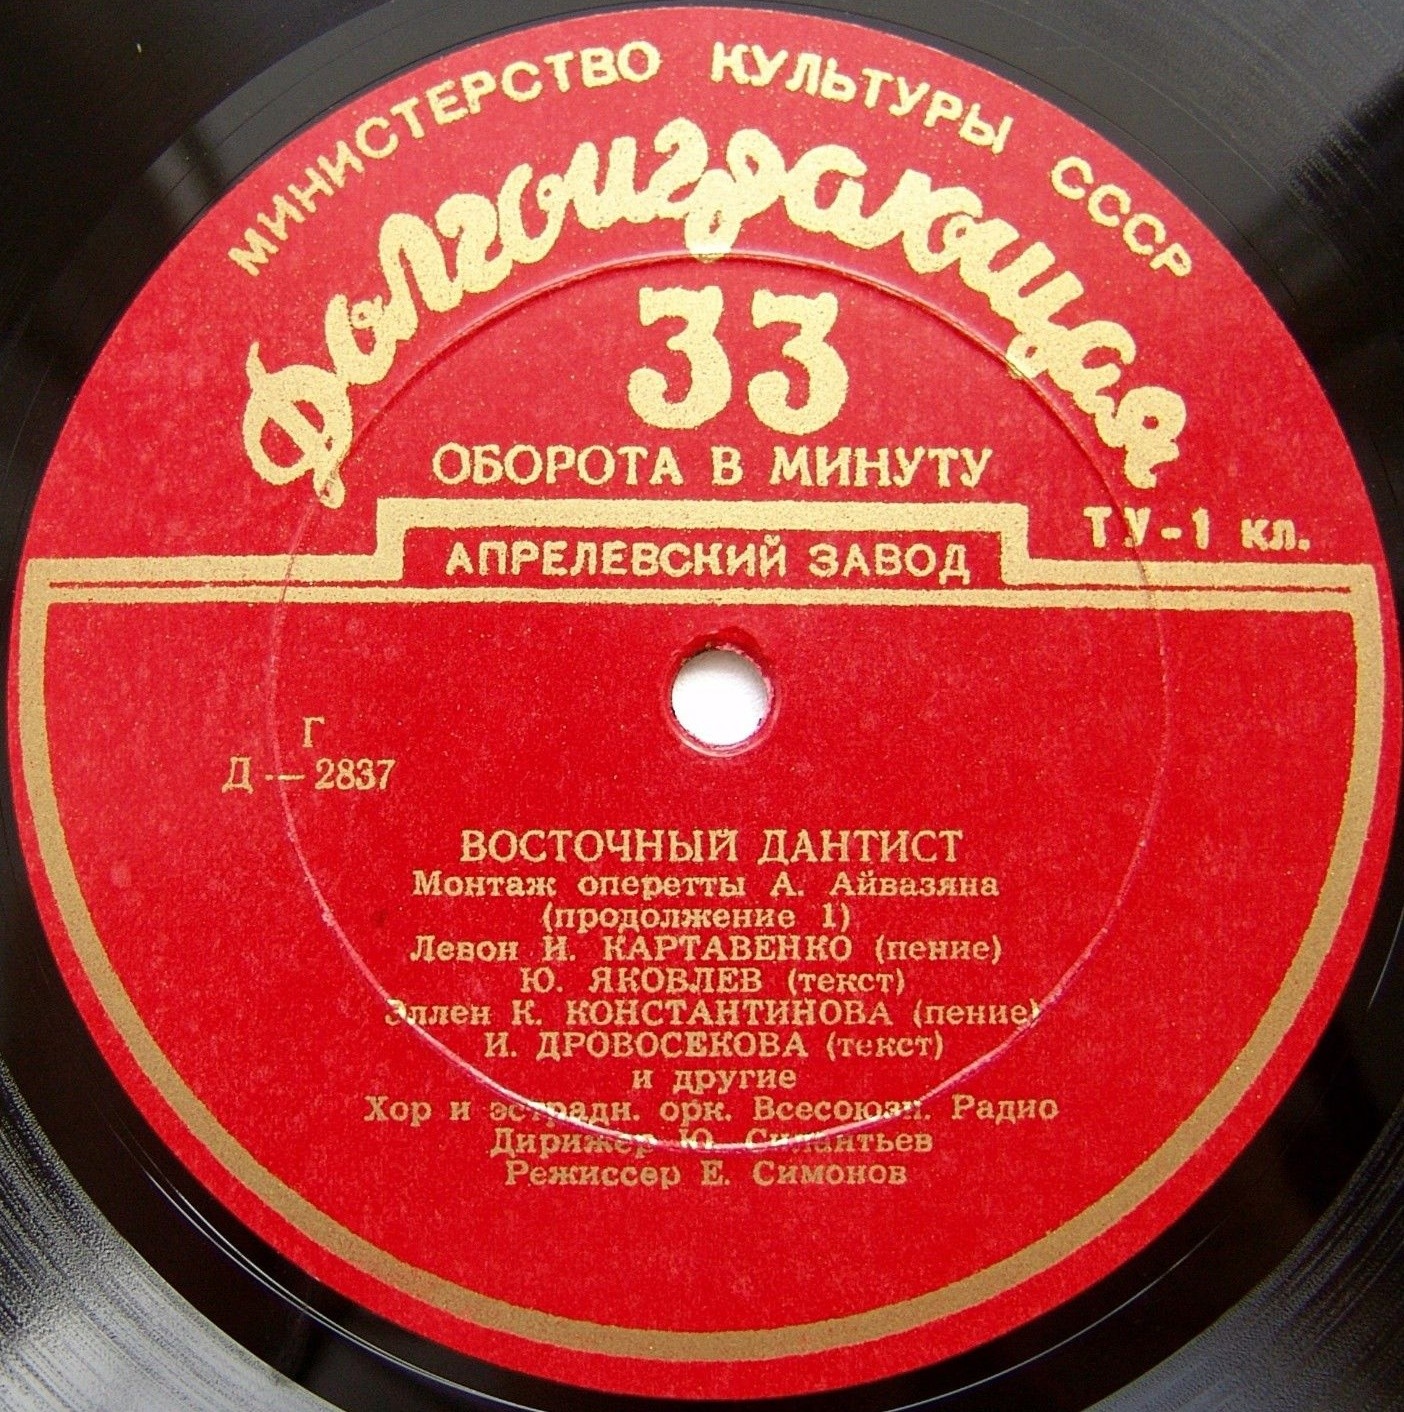 МИНИСТЕРСТВО КУЛЬТУРЫ СССР
Долгоиграющая
33
ОБОРОТА В МИНУТУ
ТУ-1 кл.
АПРЕЛЕВСКИЙ ЗАВОД
Г
Д — 2837
ВОСТОЧНЫЙ ДАНТИСТ
Монтаж оперетты А. Айвазяна
(продолжение 1)
Левон И. КАРТАВЕНКО (пение)
Ю. ЯКОВЛЕВ (текст)
Эллен К. КОНСТАНТИНОВА (пение)
И. ДРОВОСЕКОВА (текст)
и другие
Хор и эстрадн. орк. Всесоюзн. Радио
Дирижер Ю. Силантьев
Режиссер Е. Симонов